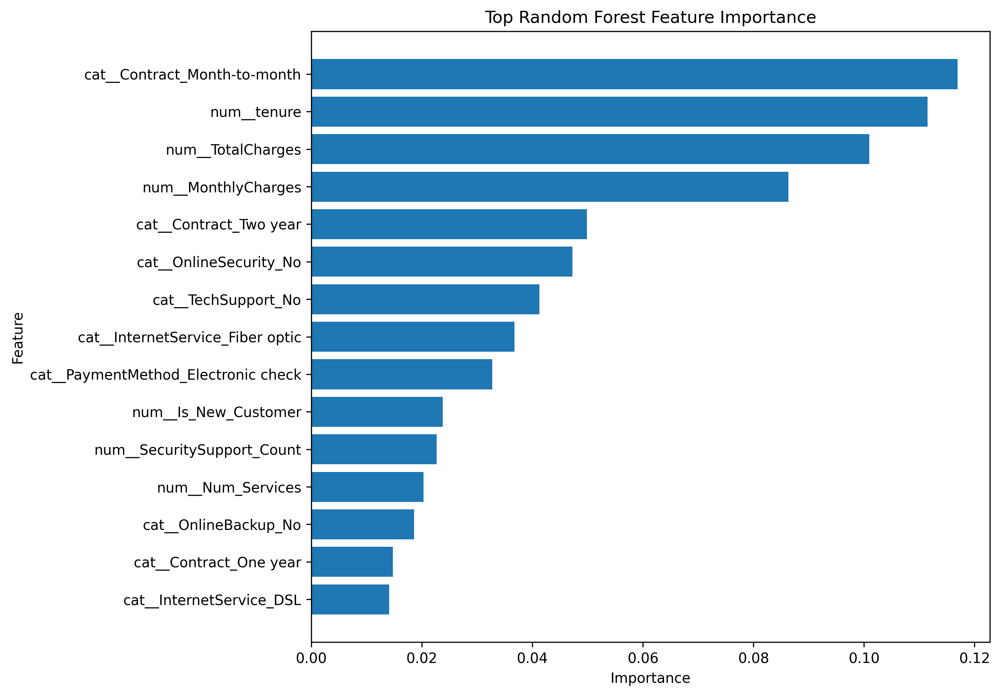 Top Random Forest Feature Importance
Feature
cat__Contract_Month-to-month
num__tenure
num__TotalCharges
num__MonthlyCharges
cat__Contract_Two year
cat__OnlineSecurity_No
cat__TechSupport_No
cat__InternetService_Fiber optic
cat__PaymentMethod_Electronic check
num__Is_New_Customer
num__SecuritySupport_Count
num__Num_Services
cat__OnlineBackup_No
cat__Contract_One year
cat__InternetService_DSL
0.00 0.02 0.04 0.06 0.08 0.10 0.12
Importance